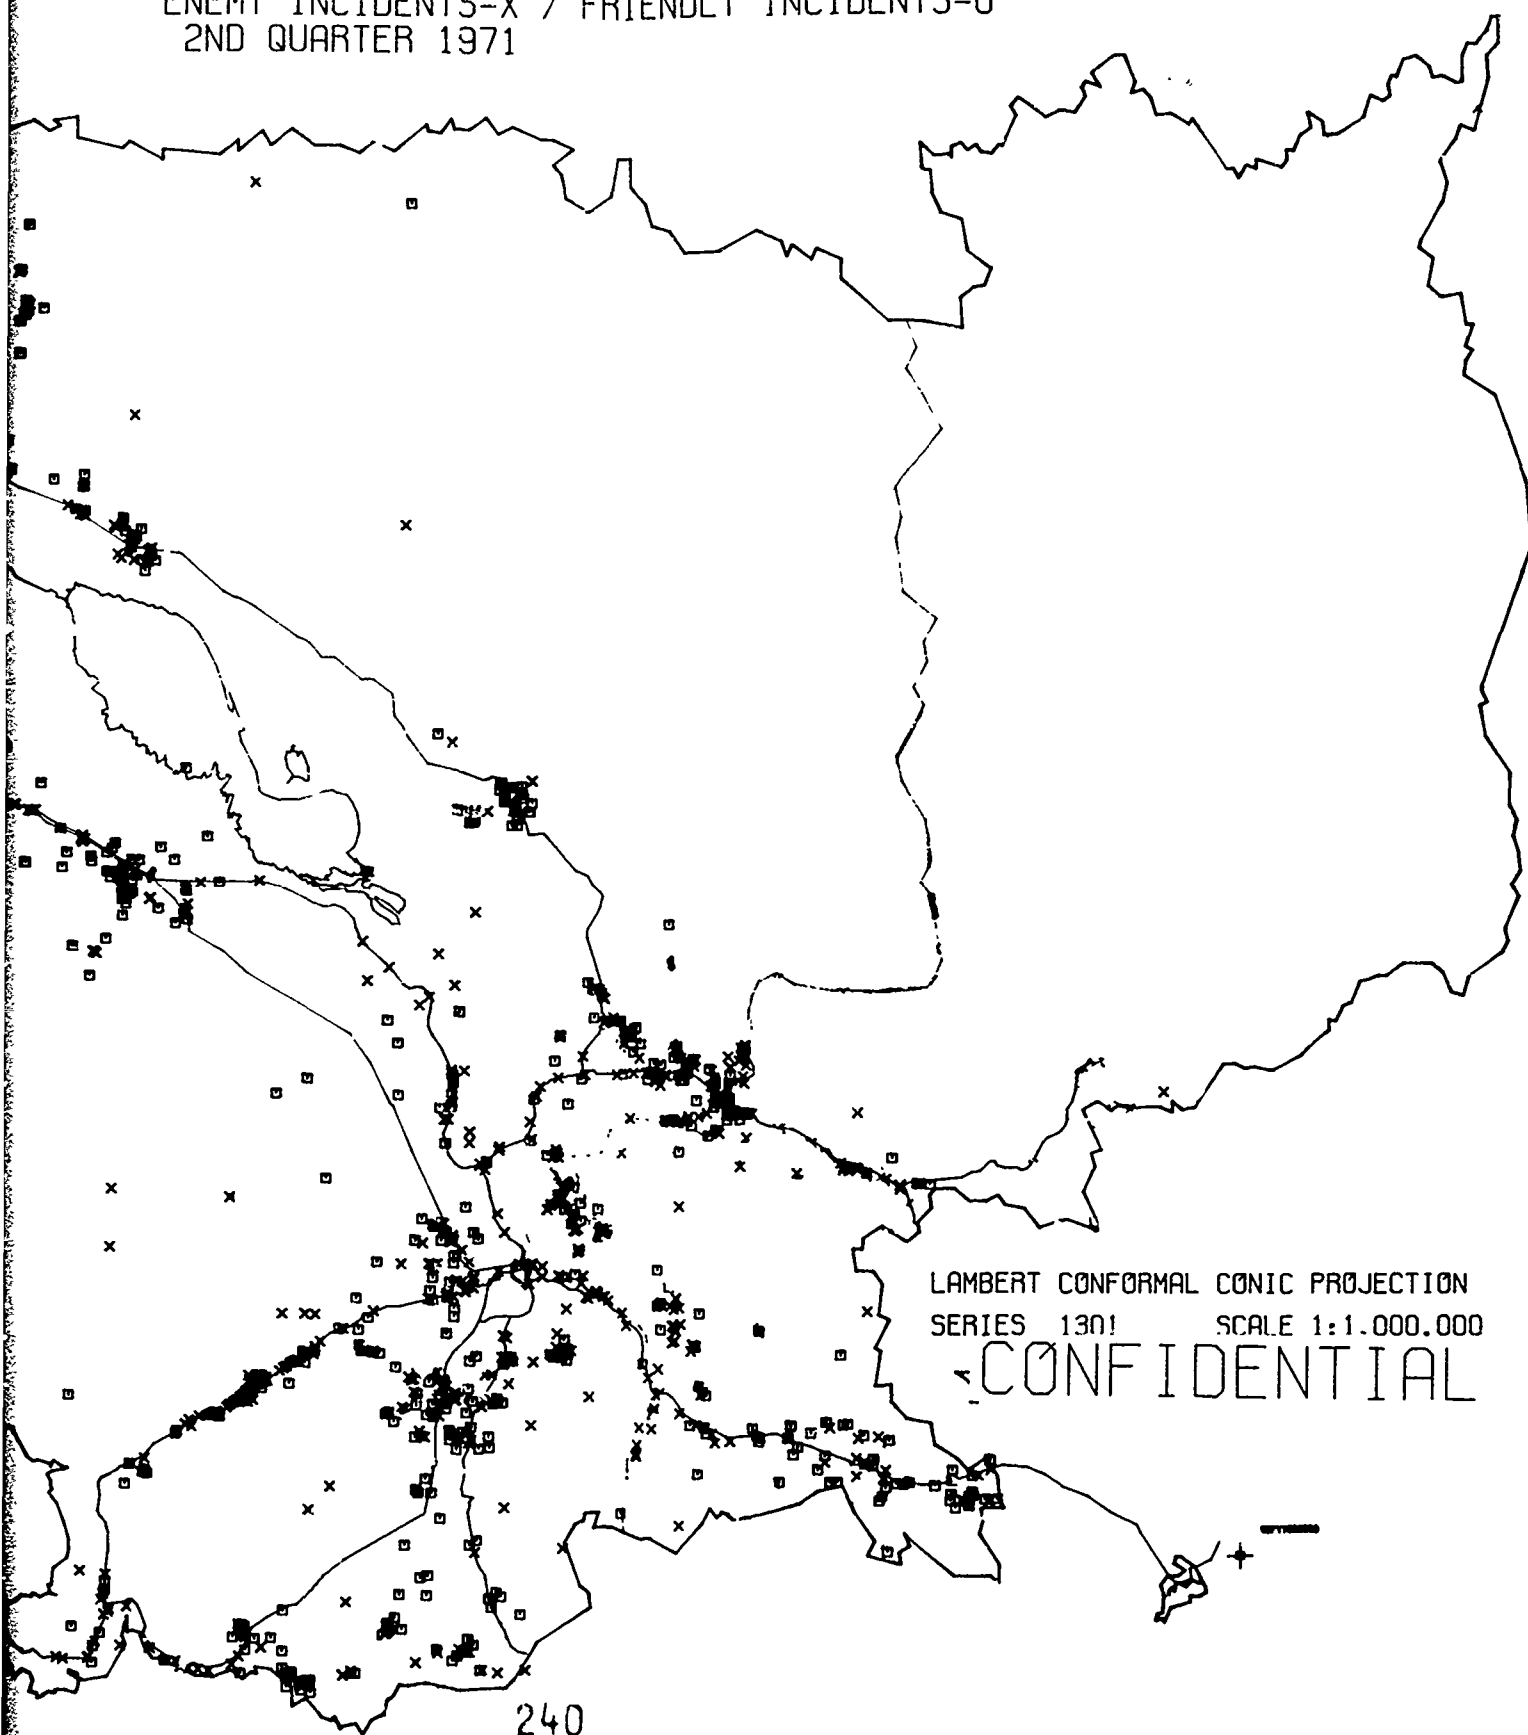 ENEMY INCIDENTS-X / FRIENDLY INCIDENTS-O
2ND QUARTER 1971
LAMBERT CONFORMAL CONIC PROJECTION
SERIES 1301 SCALE 1:1.000.000
CONFIDENTIAL
240